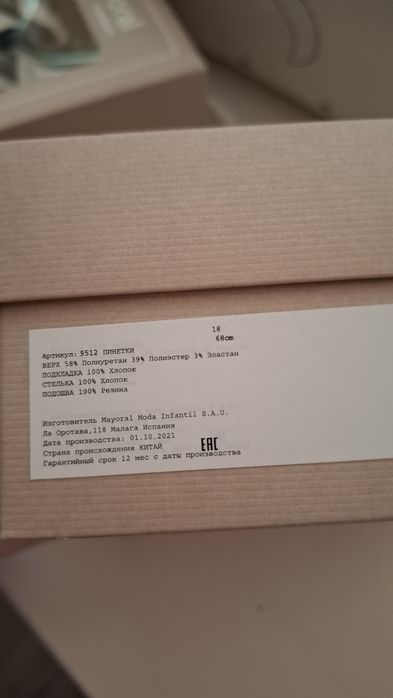 18
68cm
Артикул: 9512 ПИНЕТКИ
ВЕРХ 58% Полиуретан 39% Полиэстер 3% Эластан
ПОДКЛАДКА 100% Хлопок
СТЕЛЬКА 100% Хлопок
ПОДОШВА 100% Резина
Изготовитель Mayoral Moda Infantil S.A.U.
Ла Оротава,118 Малага Испания
Дата производства: 01.10.2021
Страна происхождения КИТАЙ
EAC
Гарантийный срок 12 мес с даты производства